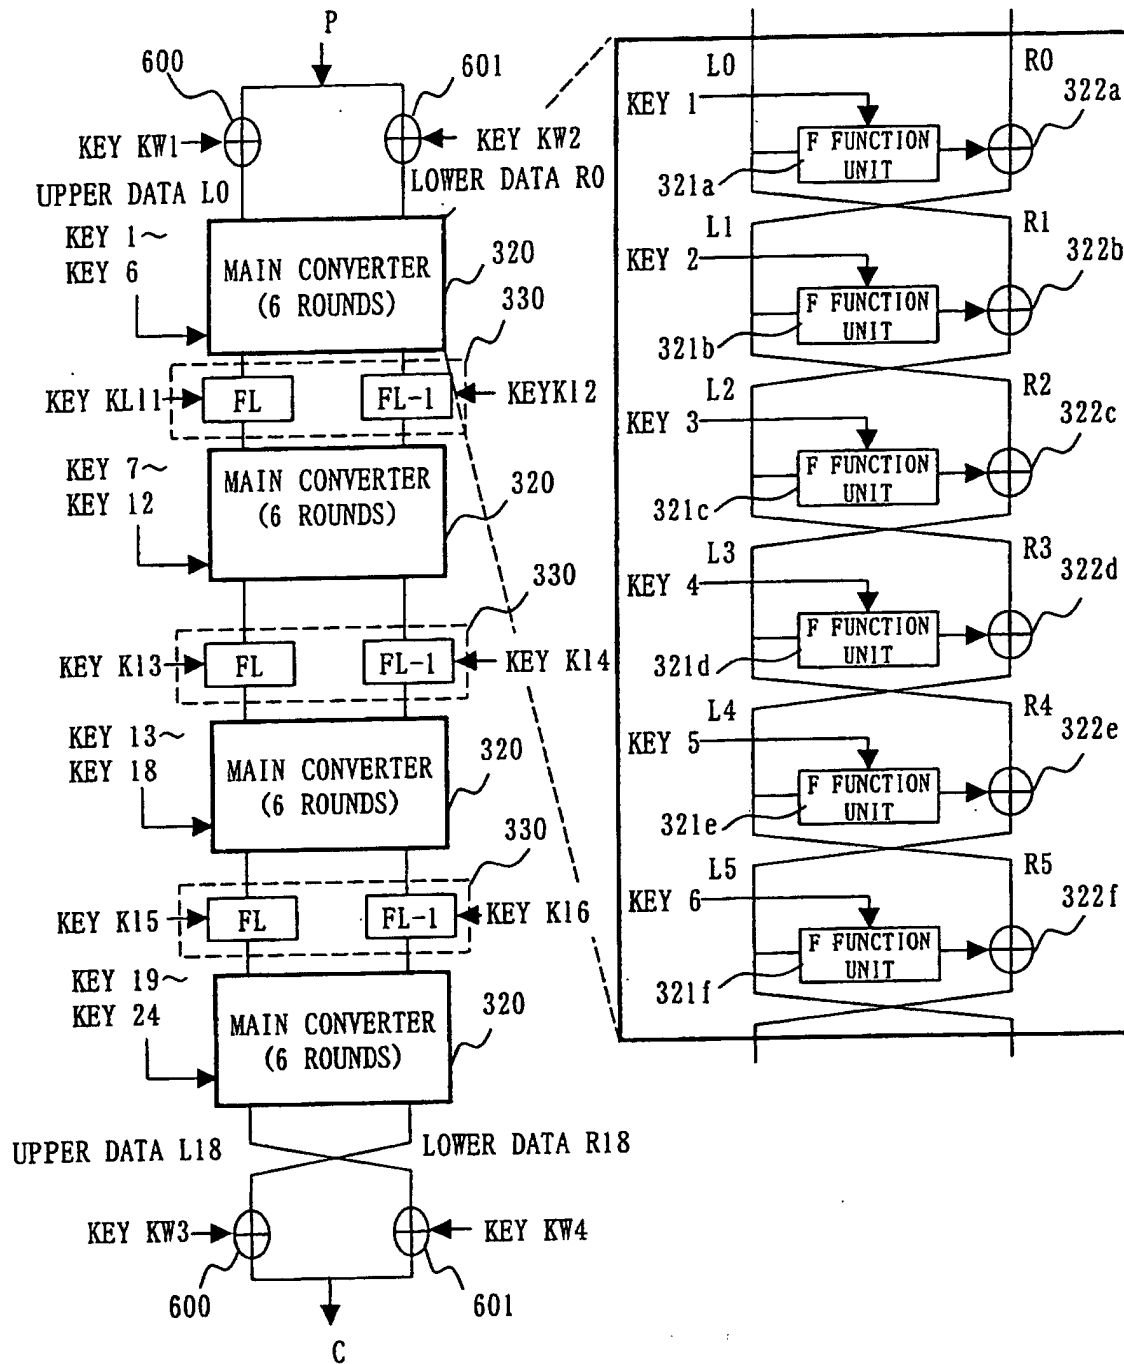 P
600
601
KEY KW1
KEY KW2
UPPER DATA L0
LOWER DATA R0
KEY 1~
KEY 6
MAIN CONVERTER
(6 ROUNDS)
320
330
KEY KL11
FL
FL-1
KEYK12
KEY 7~
KEY 12
MAIN CONVERTER
(6 ROUNDS)
320
330
KEY K13
FL
FL-1
KEY K14
KEY 13~
KEY 18
MAIN CONVERTER
(6 ROUNDS)
320
330
KEY K15
FL
FL-1
KEY K16
KEY 19~
KEY 24
MAIN CONVERTER
(6 ROUNDS)
320
UPPER DATA L18
LOWER DATA R18
KEY KW3
KEY KW4
600
601
C
L0
R0
KEY 1
322a
F FUNCTION
UNIT
321a
L1
R1
KEY 2
322b
F FUNCTION
UNIT
321b
L2
R2
KEY 3
322c
F FUNCTION
UNIT
321c
L3
R3
KEY 4
322d
F FUNCTION
UNIT
321d
L4
R4
KEY 5
322e
F FUNCTION
UNIT
321e
L5
R5
KEY 6
322f
F FUNCTION
UNIT
321f